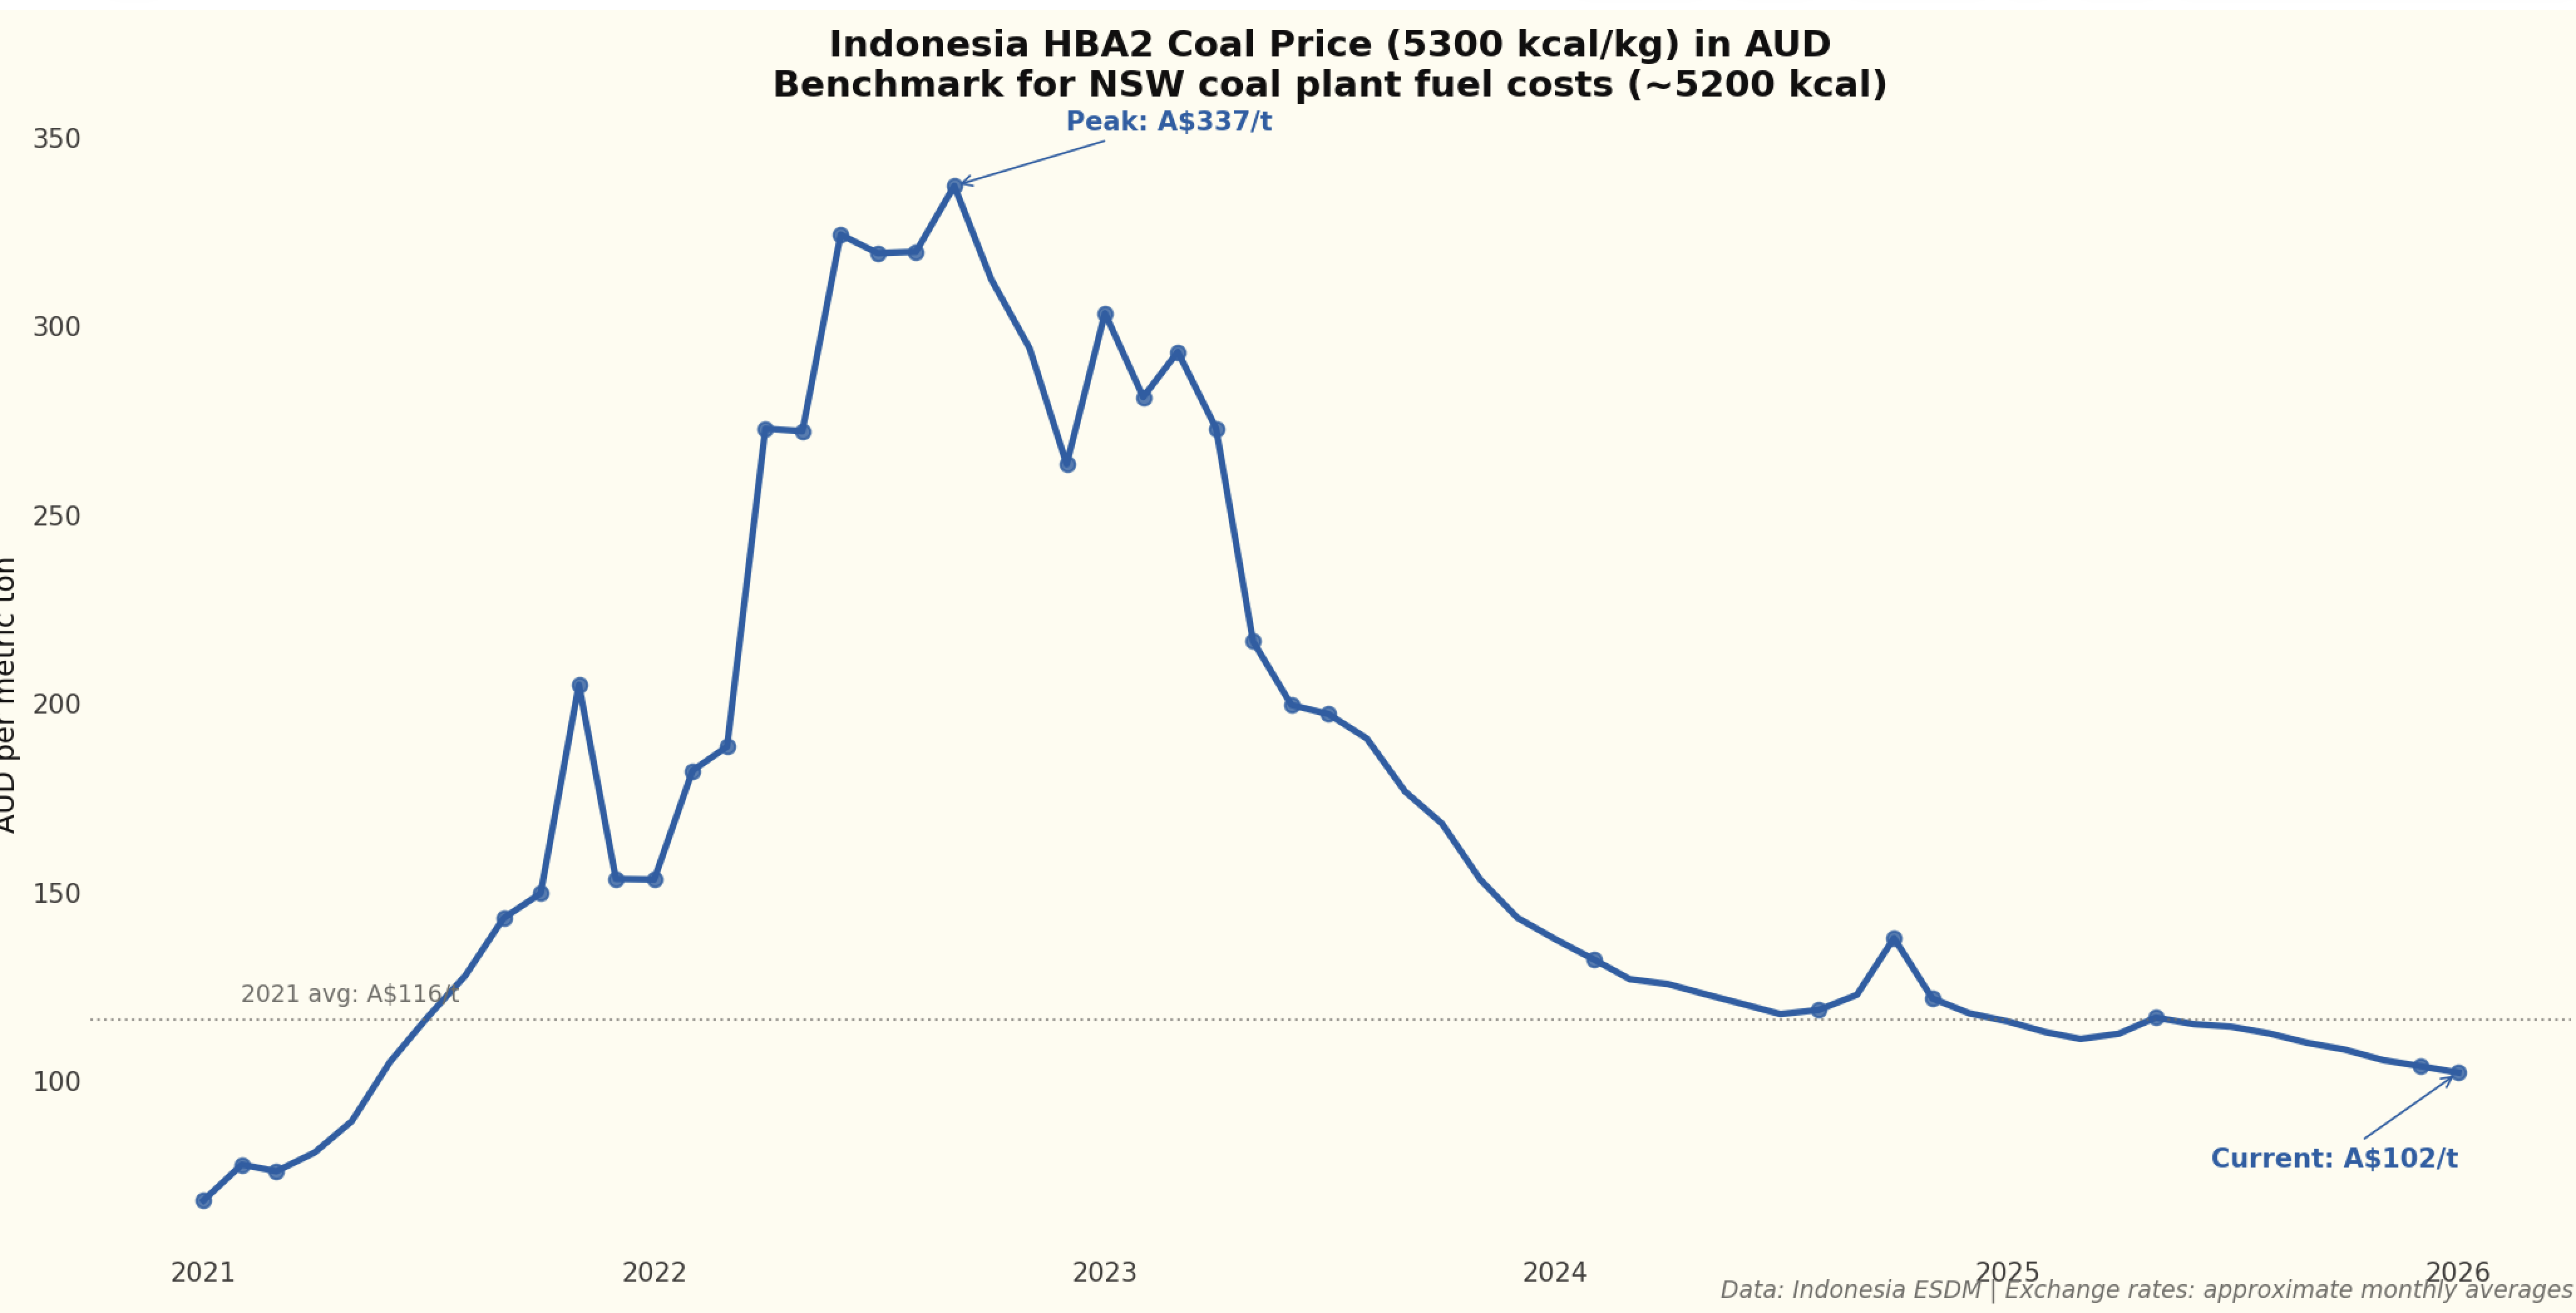 Indonesia HBA2 Coal Price (5300 kcal/kg) in AUD
Benchmark for NSW coal plant fuel costs (~5200 kcal)
Peak: A$337/t
350
300
250
200
150
100
AUD per metric ton
2021 avg: A$116/t
Current: A$102/t
2021
2022
2023
2024
2025
2026
Data: Indonesia ESDM | Exchange rates: approximate monthly averages